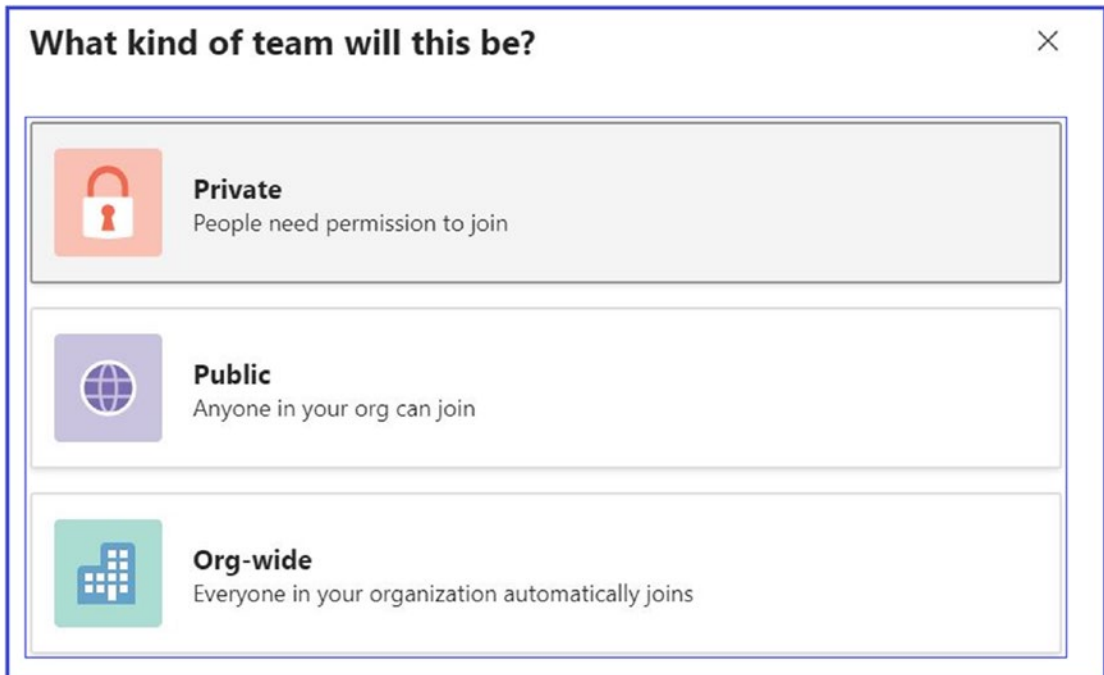 What kind of team will this be?
Private
People need permission to join
Public
Anyone in your org can join
Org-wide
Everyone in your organization automatically joins